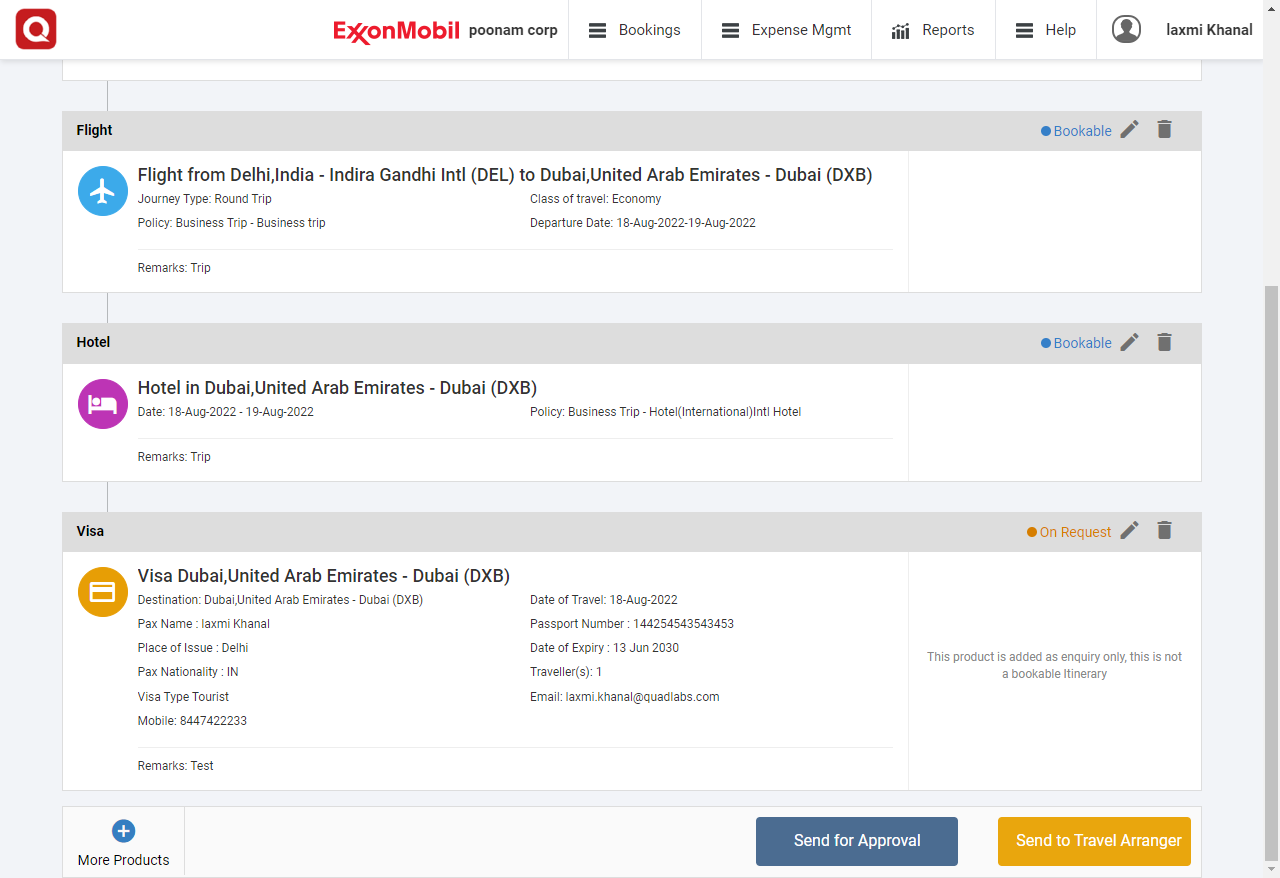 Q ExxonMobil poonam corp Bookings Expense Mgmt Reports Help laxmi Khanal
Flight Bookable
Flight from Delhi,India - Indira Gandhi Intl (DEL) to Dubai,United Arab Emirates - Dubai (DXB)
Journey Type: Round Trip Class of travel: Economy
Policy: Business Trip - Business trip Departure Date: 18-Aug-2022-19-Aug-2022
Remarks: Trip
Hotel Bookable
Hotel in Dubai,United Arab Emirates - Dubai (DXB)
Date: 18-Aug-2022 - 19-Aug-2022 Policy: Business Trip - Hotel(International)Intl Hotel
Remarks: Trip
Visa On Request
Visa Dubai,United Arab Emirates - Dubai (DXB)
Destination: Dubai,United Arab Emirates - Dubai (DXB) Date of Travel: 18-Aug-2022
Pax Name : laxmi Khanal Passport Number : 144254543543453
Place of Issue : Delhi Date of Expiry : 13 Jun 2030
Pax Nationality : IN Traveller(s): 1
Visa Type Tourist Email: laxmi.khanal@quadlabs.com
Mobile: 8447422233
Remarks: Test
This product is added as enquiry only, this is not
a bookable Itinerary
More Products Send for Approval Send to Travel Arranger